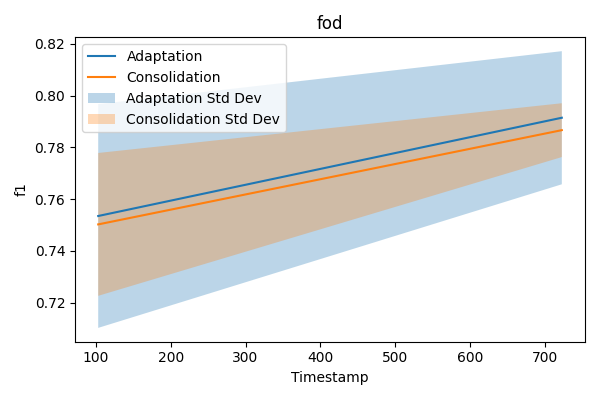 fod
0.82
0.80
0.78
0.76
0.74
0.72
f1
Adaptation
Consolidation
Adaptation Std Dev
Consolidation Std Dev
100 200 300 400 500 600 700
Timestamp